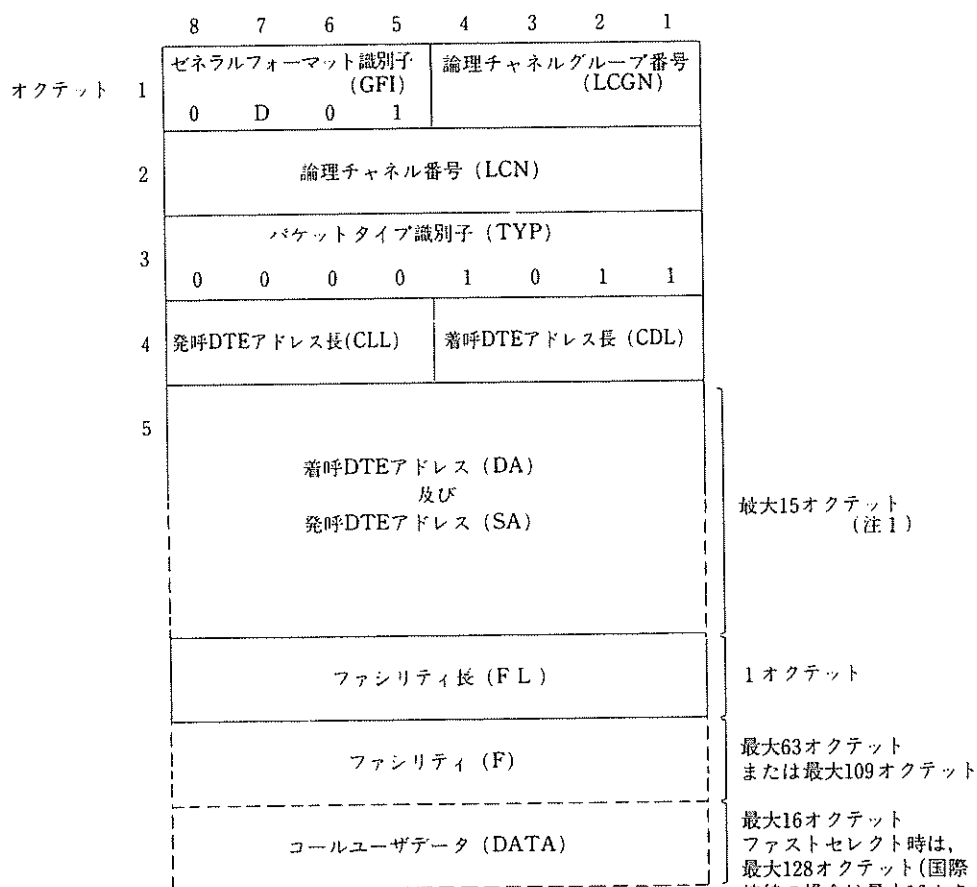 8 7 6 5 4 3 2 1
オクテット 1
ゼネラルフォーマット識別子
(GFI)
0 D 0 1
論理チャネルグループ番号
(LCGN)
2
論理チャネル番号 (LCN)
3
パケットタイプ識別子 (TYP)
0 0 0 0 1 0 1 1
4
発呼DTEアドレス長(CLL)
着呼DTEアドレス長 (CDL)
5
着呼DTEアドレス (DA)
及び
発呼DTEアドレス (SA)
最大15オクテット
(注1)
ファシリティ長 (FL)
1オクテット
ファシリティ (F)
最大63オクテット
または最大109オクテット
コールユーザデータ (DATA)
最大16オクテット
ファストセレクト時は,
最大128オクテット(国際